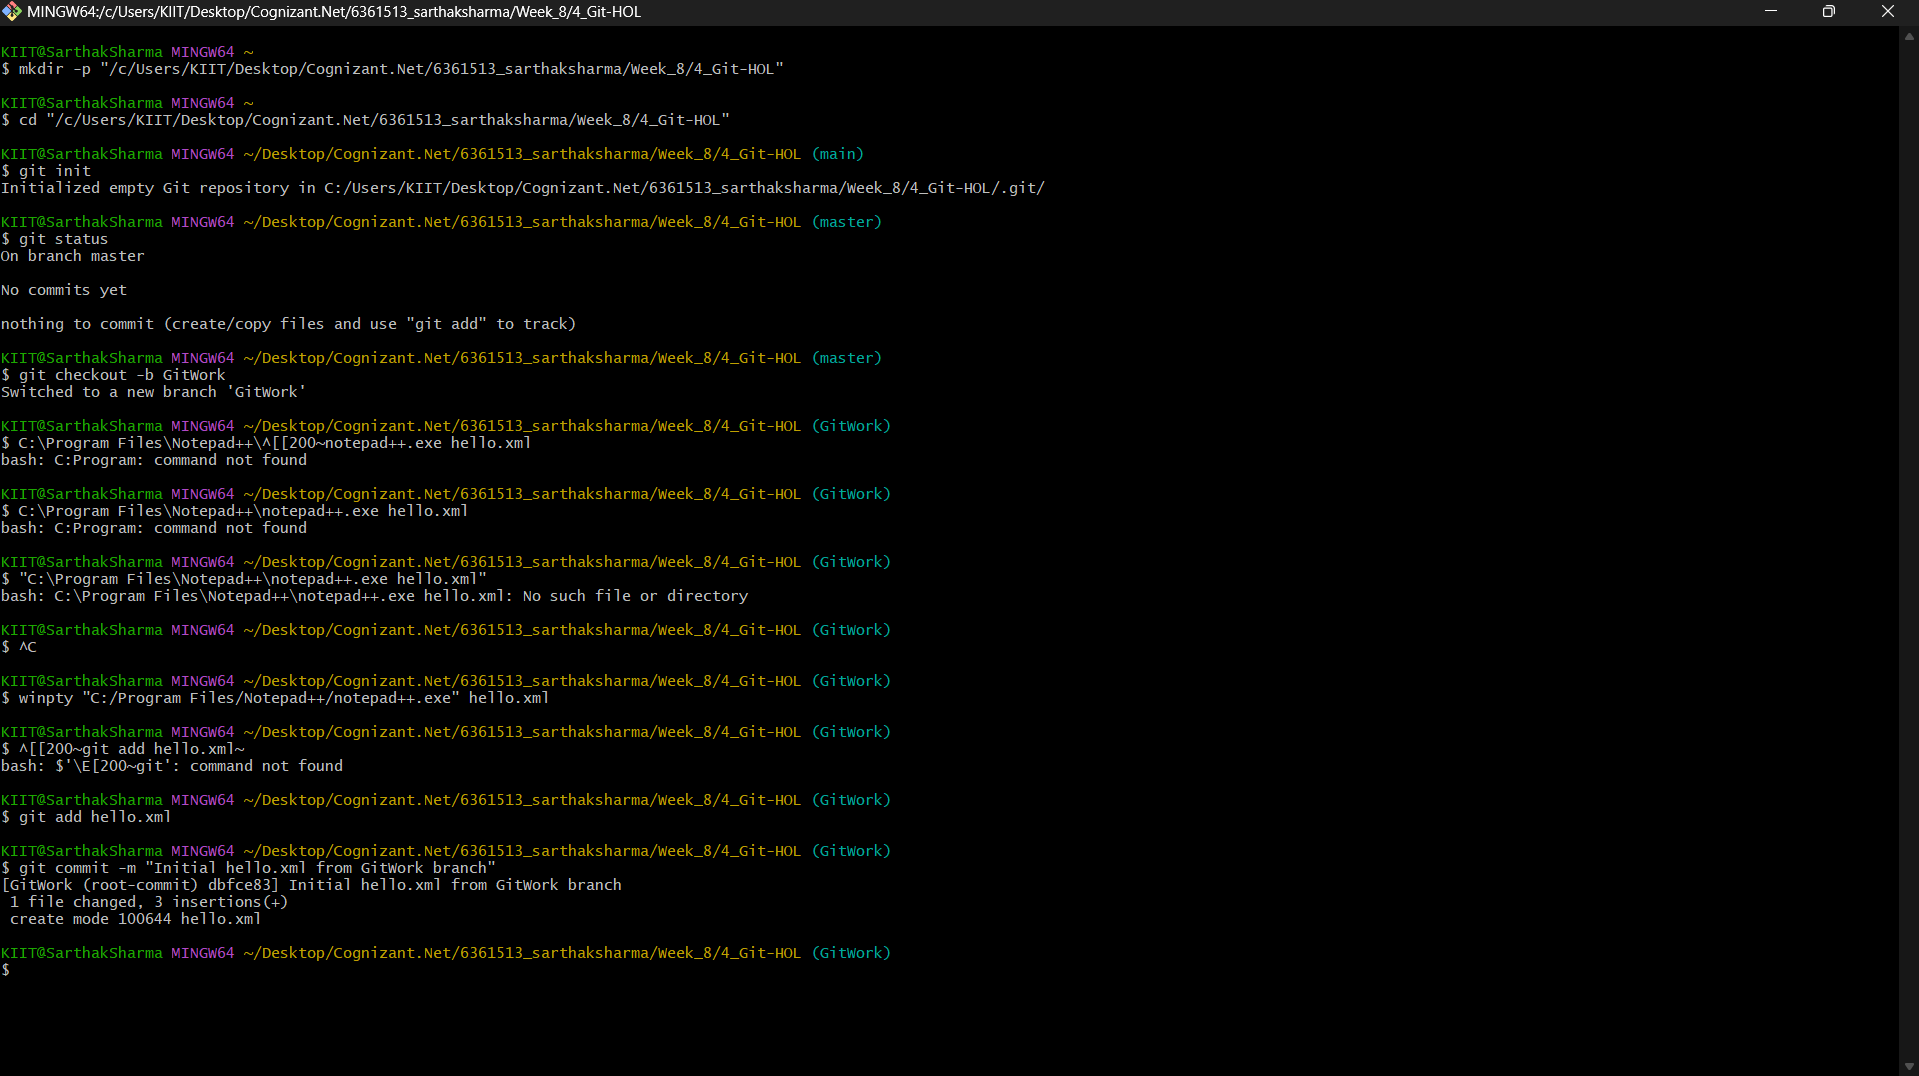 MINGW64:/c/Users/KIIT/Desktop/Cognizant.Net/6361513_sarthaksharma/Week_8/4_Git-HOL
KIIT@SarthakSharma MINGW64 ~
$ mkdir -p "/c/Users/KIIT/Desktop/Cognizant.Net/6361513_sarthaksharma/Week_8/4_Git-HOL"
KIIT@SarthakSharma MINGW64 ~
$ cd "/c/Users/KIIT/Desktop/Cognizant.Net/6361513_sarthaksharma/Week_8/4_Git-HOL"
KIIT@SarthakSharma MINGW64 ~/Desktop/Cognizant.Net/6361513_sarthaksharma/Week_8/4_Git-HOL (main)
$ git init
Initialized empty Git repository in C:/Users/KIIT/Desktop/Cognizant.Net/6361513_sarthaksharma/Week_8/4_Git-HOL/.git/
KIIT@SarthakSharma MINGW64 ~/Desktop/Cognizant.Net/6361513_sarthaksharma/Week_8/4_Git-HOL (master)
$ git status
On branch master
No commits yet
nothing to commit (create/copy files and use "git add" to track)
KIIT@SarthakSharma MINGW64 ~/Desktop/Cognizant.Net/6361513_sarthaksharma/Week_8/4_Git-HOL (master)
$ git checkout -b GitWork
Switched to a new branch 'GitWork'
KIIT@SarthakSharma MINGW64 ~/Desktop/Cognizant.Net/6361513_sarthaksharma/Week_8/4_Git-HOL (GitWork)
$ C:\Program Files\Notepad++\^[[200~notepad++.exe hello.xml
bash: C:Program: command not found
KIIT@SarthakSharma MINGW64 ~/Desktop/Cognizant.Net/6361513_sarthaksharma/Week_8/4_Git-HOL (GitWork)
$ C:\Program Files\Notepad++\notepad++.exe hello.xml
bash: C:Program: command not found
KIIT@SarthakSharma MINGW64 ~/Desktop/Cognizant.Net/6361513_sarthaksharma/Week_8/4_Git-HOL (GitWork)
$ "C:\Program Files\Notepad++\notepad++.exe hello.xml"
bash: C:\Program Files\Notepad++\notepad++.exe hello.xml: No such file or directory
KIIT@SarthakSharma MINGW64 ~/Desktop/Cognizant.Net/6361513_sarthaksharma/Week_8/4_Git-HOL (GitWork)
$ ^C
KIIT@SarthakSharma MINGW64 ~/Desktop/Cognizant.Net/6361513_sarthaksharma/Week_8/4_Git-HOL (GitWork)
$ winpty "C:/Program Files/Notepad++/notepad++.exe" hello.xml
KIIT@SarthakSharma MINGW64 ~/Desktop/Cognizant.Net/6361513_sarthaksharma/Week_8/4_Git-HOL (GitWork)
$ ^[[200~git add hello.xml~
bash: $'\E[200~git': command not found
KIIT@SarthakSharma MINGW64 ~/Desktop/Cognizant.Net/6361513_sarthaksharma/Week_8/4_Git-HOL (GitWork)
$ git add hello.xml
KIIT@SarthakSharma MINGW64 ~/Desktop/Cognizant.Net/6361513_sarthaksharma/Week_8/4_Git-HOL (GitWork)
$ git commit -m "Initial hello.xml from GitWork branch"
[GitWork (root-commit) dbfce83] Initial hello.xml from GitWork branch
1 file changed, 3 insertions(+)
create mode 100644 hello.xml
KIIT@SarthakSharma MINGW64 ~/Desktop/Cognizant.Net/6361513_sarthaksharma/Week_8/4_Git-HOL (GitWork)
$